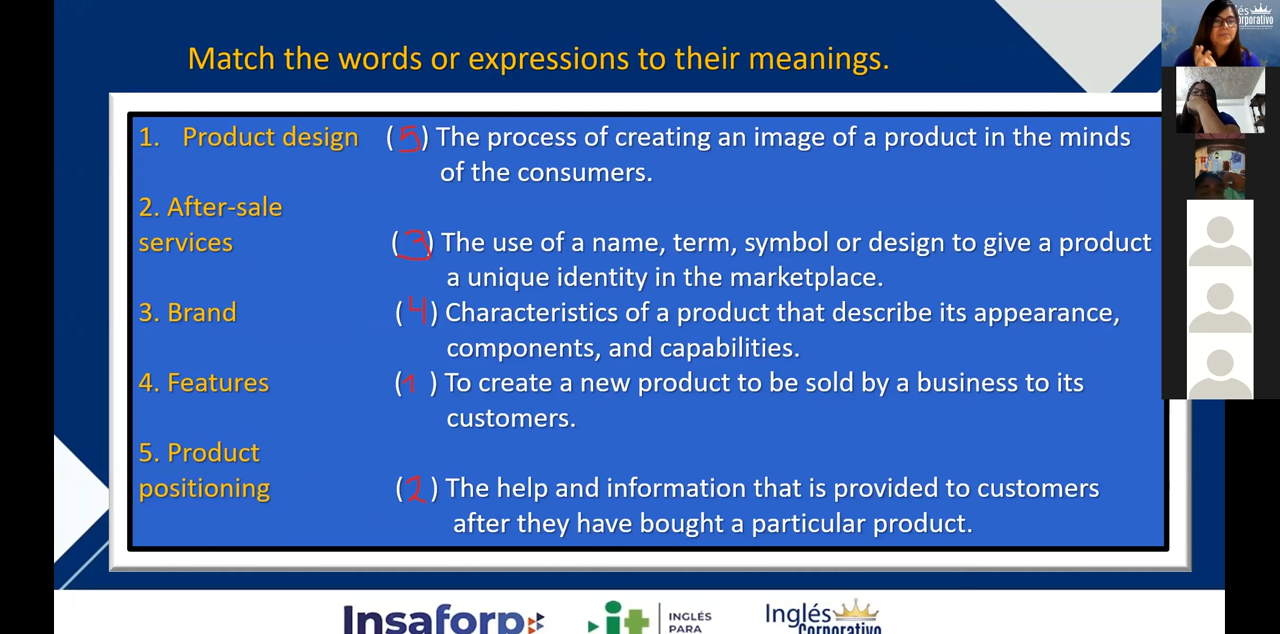 Match the words or expressions to their meanings.
1. Product design (5) The process of creating an image of a product in the minds
of the consumers.
2. After-sale
services (3) The use of a name, term, symbol or design to give a product
a unique identity in the marketplace.
3. Brand (4) Characteristics of a product that describe its appearance,
components, and capabilities.
4. Features (1) To create a new product to be sold by a business to its
customers.
5. Product
positioning (2) The help and information that is provided to customers
after they have bought a particular product.
Insaforp
it INGLÉS
PARA
Inglés
Corporativo